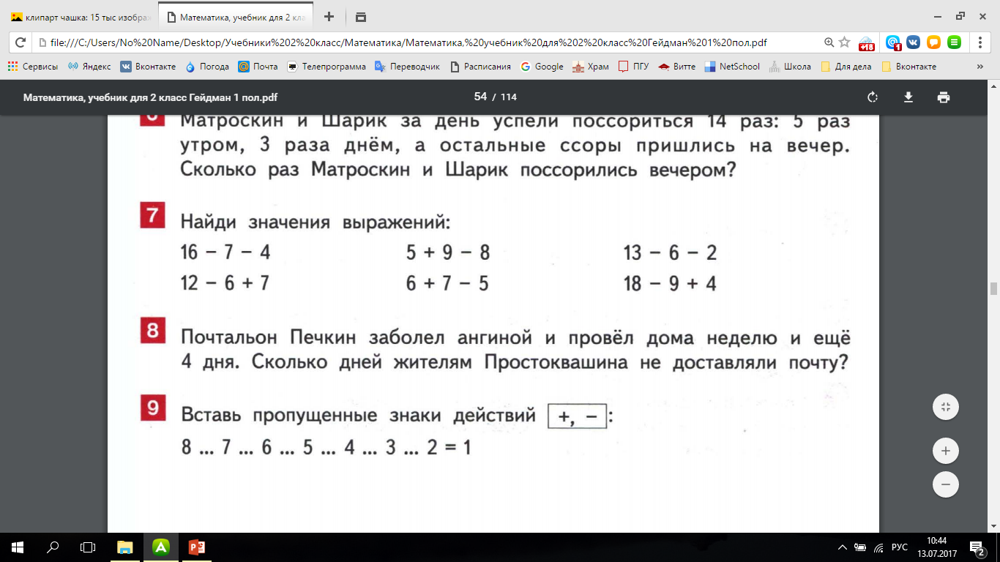 клипарт чашка: 15 тыс изобра
Математика, учебник для 2 кла
file:///C:/Users/No%20Name/Desktop/Учебники%202%20класс/Математика/Математика,%20учебник%20для%202%20класс%20Гейдман%201%20пол.pdf
+18
1
Сервисы Яндекс Вконтакте Погода Почта Телепрограмма Переводчик Расписания Google Храм ПГУ Витте NetSchool Школа Для дела Вконтакте »
Математика, учебник для 2 класс Гейдман 1 пол.pdf 54 / 114
Матроскин и Шарик за день успели поссориться 14 раз: 5 раз
утром, 3 раза днём, а остальные ссоры пришлись на вечер.
Сколько раз Матроскин и Шарик поссорились вечером?
7 Найди значения выражений:
16 − 7 − 4 5 + 9 − 8 13 − 6 − 2
12 − 6 + 7 6 + 7 − 5 18 − 9 + 4
8 Почтальон Печкин заболел ангиной и провёл дома неделю и ещё
4 дня. Сколько дней жителям Простоквашина не доставляли почту?
9 Вставь пропущенные знаки действий +, − :
8 ... 7 ... 6 ... 5 ... 4 ... 3 ... 2 = 1
РУС
10:44
13.07.2017
2